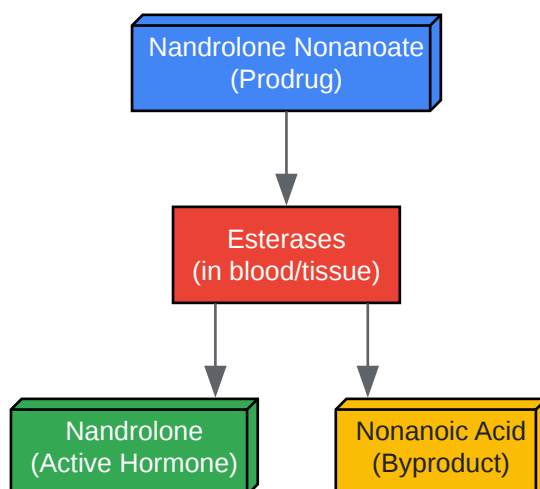 Nandrolone Nonanoate
(Prodrug)
Esterases
(in blood/tissue)
Nandrolone
(Active Hormone)
Nonanoic Acid
(Byproduct)